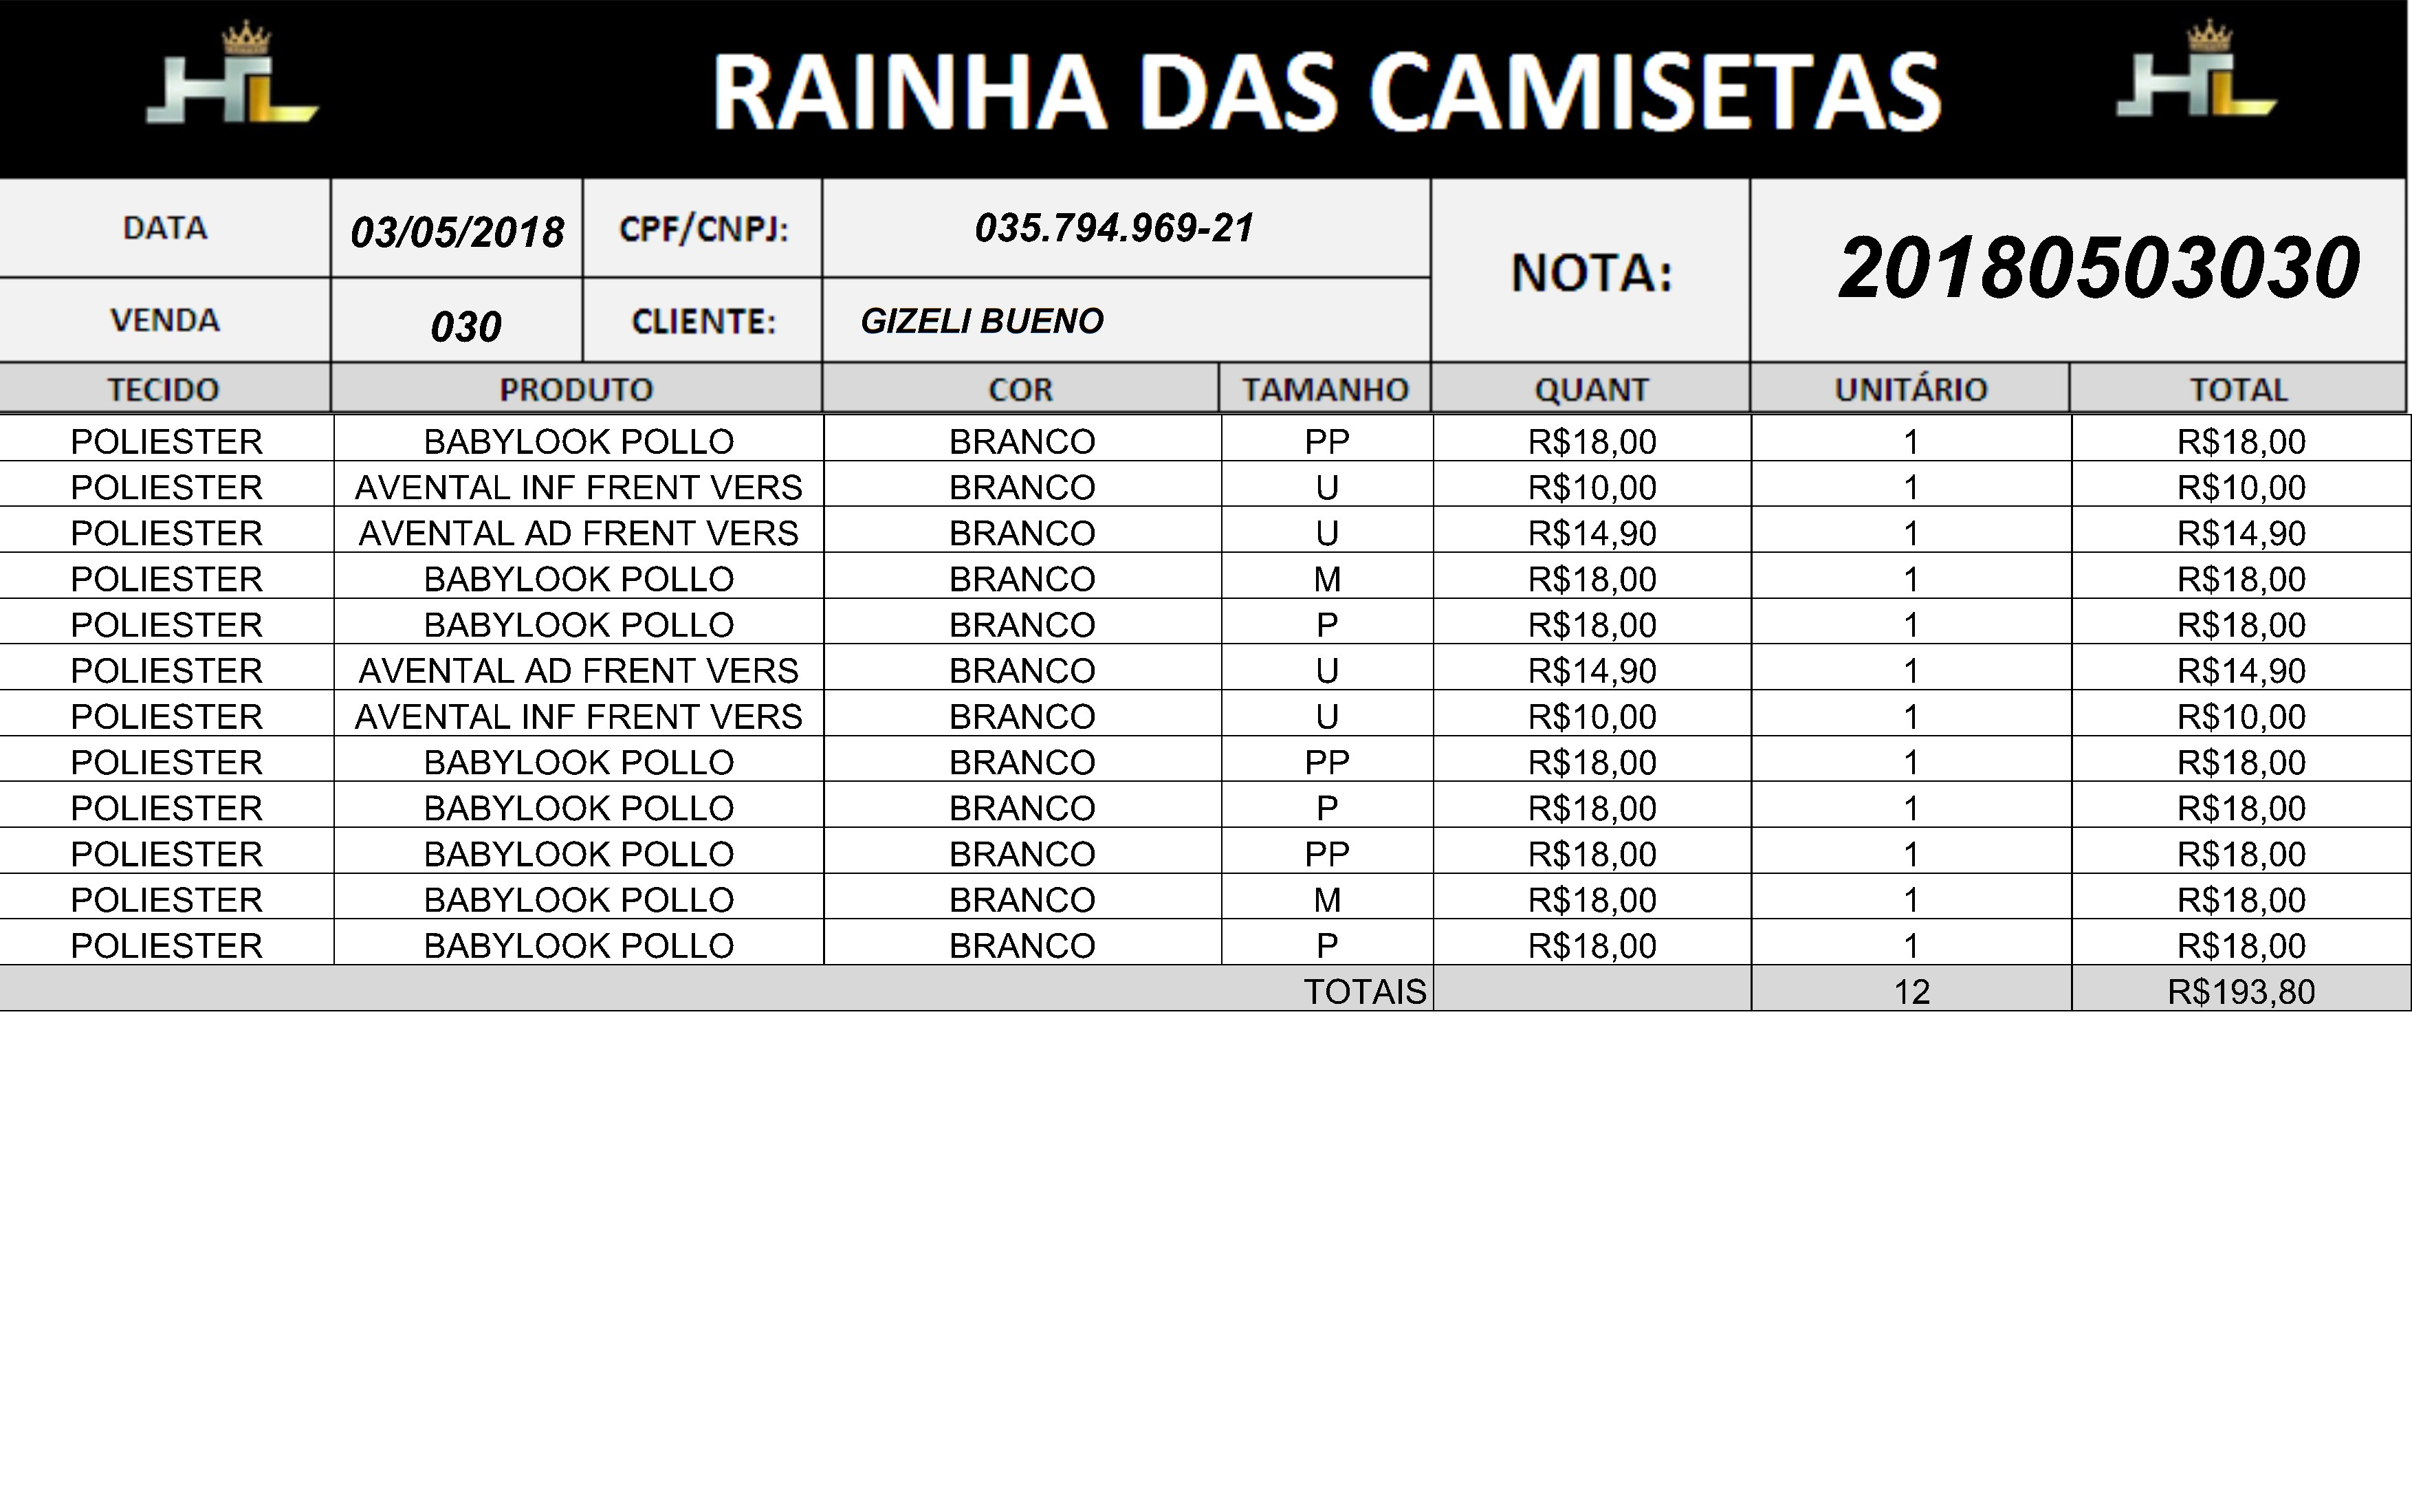 HL RAINHA DAS CAMISETAS HL
DATA 03/05/2018 CPF/CNPJ: 035.794.969-21 NOTA: 20180503030
VENDA 030 CLIENTE: GIZELI BUENO
TECIDO PRODUTO COR TAMANHO QUANT UNITÁRIO TOTAL
POLIESTER BABYLOOK POLLO BRANCO PP R$18,00 1 R$18,00
POLIESTER AVENTAL INF FRENT VERS BRANCO U R$10,00 1 R$10,00
POLIESTER AVENTAL AD FRENT VERS BRANCO U R$14,90 1 R$14,90
POLIESTER BABYLOOK POLLO BRANCO M R$18,00 1 R$18,00
POLIESTER BABYLOOK POLLO BRANCO P R$18,00 1 R$18,00
POLIESTER AVENTAL AD FRENT VERS BRANCO U R$14,90 1 R$14,90
POLIESTER AVENTAL INF FRENT VERS BRANCO U R$10,00 1 R$10,00
POLIESTER BABYLOOK POLLO BRANCO PP R$18,00 1 R$18,00
POLIESTER BABYLOOK POLLO BRANCO P R$18,00 1 R$18,00
POLIESTER BABYLOOK POLLO BRANCO PP R$18,00 1 R$18,00
POLIESTER BABYLOOK POLLO BRANCO M R$18,00 1 R$18,00
POLIESTER BABYLOOK POLLO BRANCO P R$18,00 1 R$18,00
TOTAIS 12 R$193,80